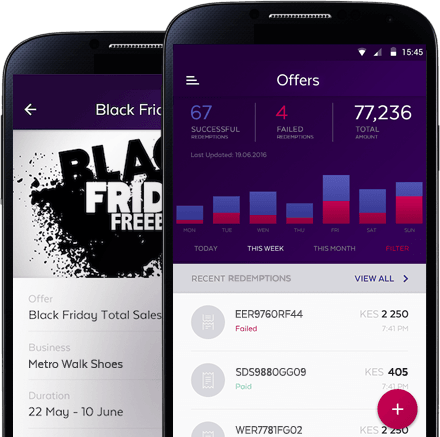 Black Frid
BLAC
FRID
FREEB
Offer
Black Friday Total Sales
Business
Metro Walk Shoes
Duration
22 May - 10 June
15:45
Offers
67
SUCCESSFUL
REDEMPTIONS
4
FAILED
REDEMPTIONS
77,236
TOTAL
AMOUNT
Last Updated: 19.06.2016
MON TUE WED THU FRI SAT SUN
TODAY THIS WEEK THIS MONTH FILTER
RECENT REDEMPTIONS VIEW ALL
EER9760RF44 KES 2 250
Failed 7:41 PM
SDS9880GG09 KES 405
Paid 7:41 PM
WER7781FG02 KES 2 250